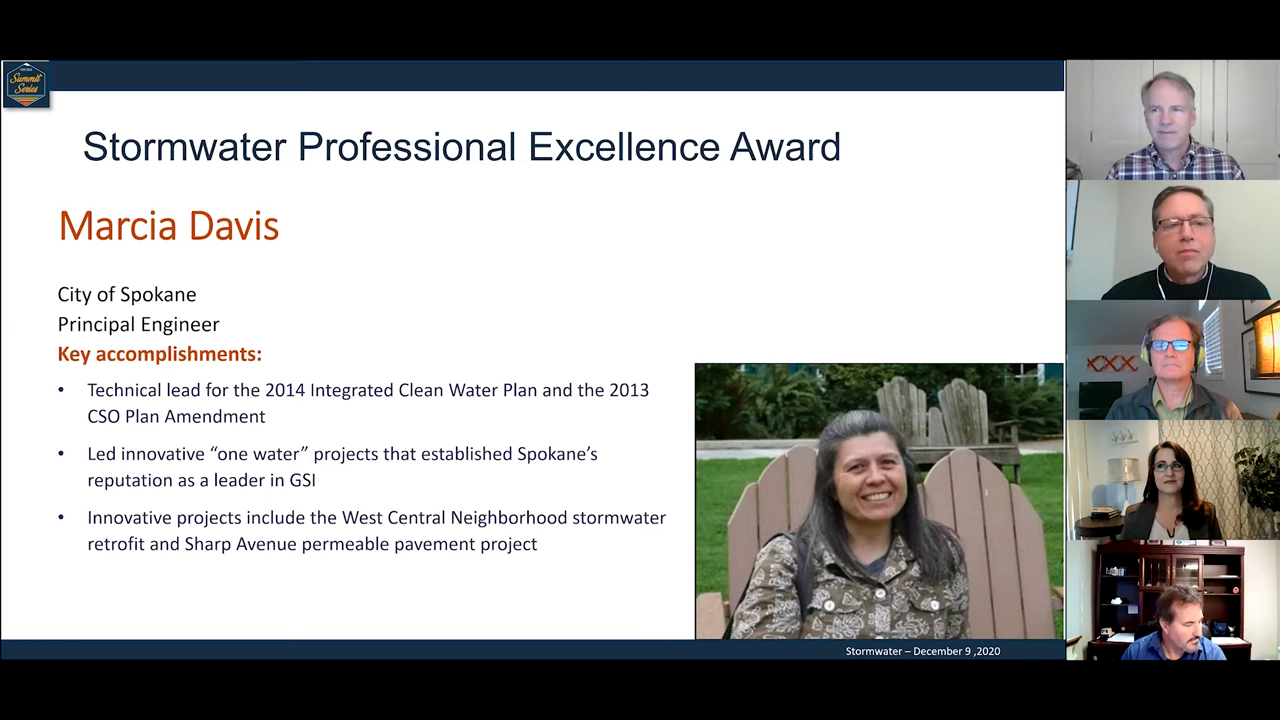 Summit
Series
Stormwater Professional Excellence Award
Marcia Davis
City of Spokane
Principal Engineer
Key accomplishments:
• Technical lead for the 2014 Integrated Clean Water Plan and the 2013
CSO Plan Amendment
• Led innovative “one water” projects that established Spokane’s
reputation as a leader in GSI
• Innovative projects include the West Central Neighborhood stormwater
retrofit and Sharp Avenue permeable pavement project
Stormwater – December 9 ,2020